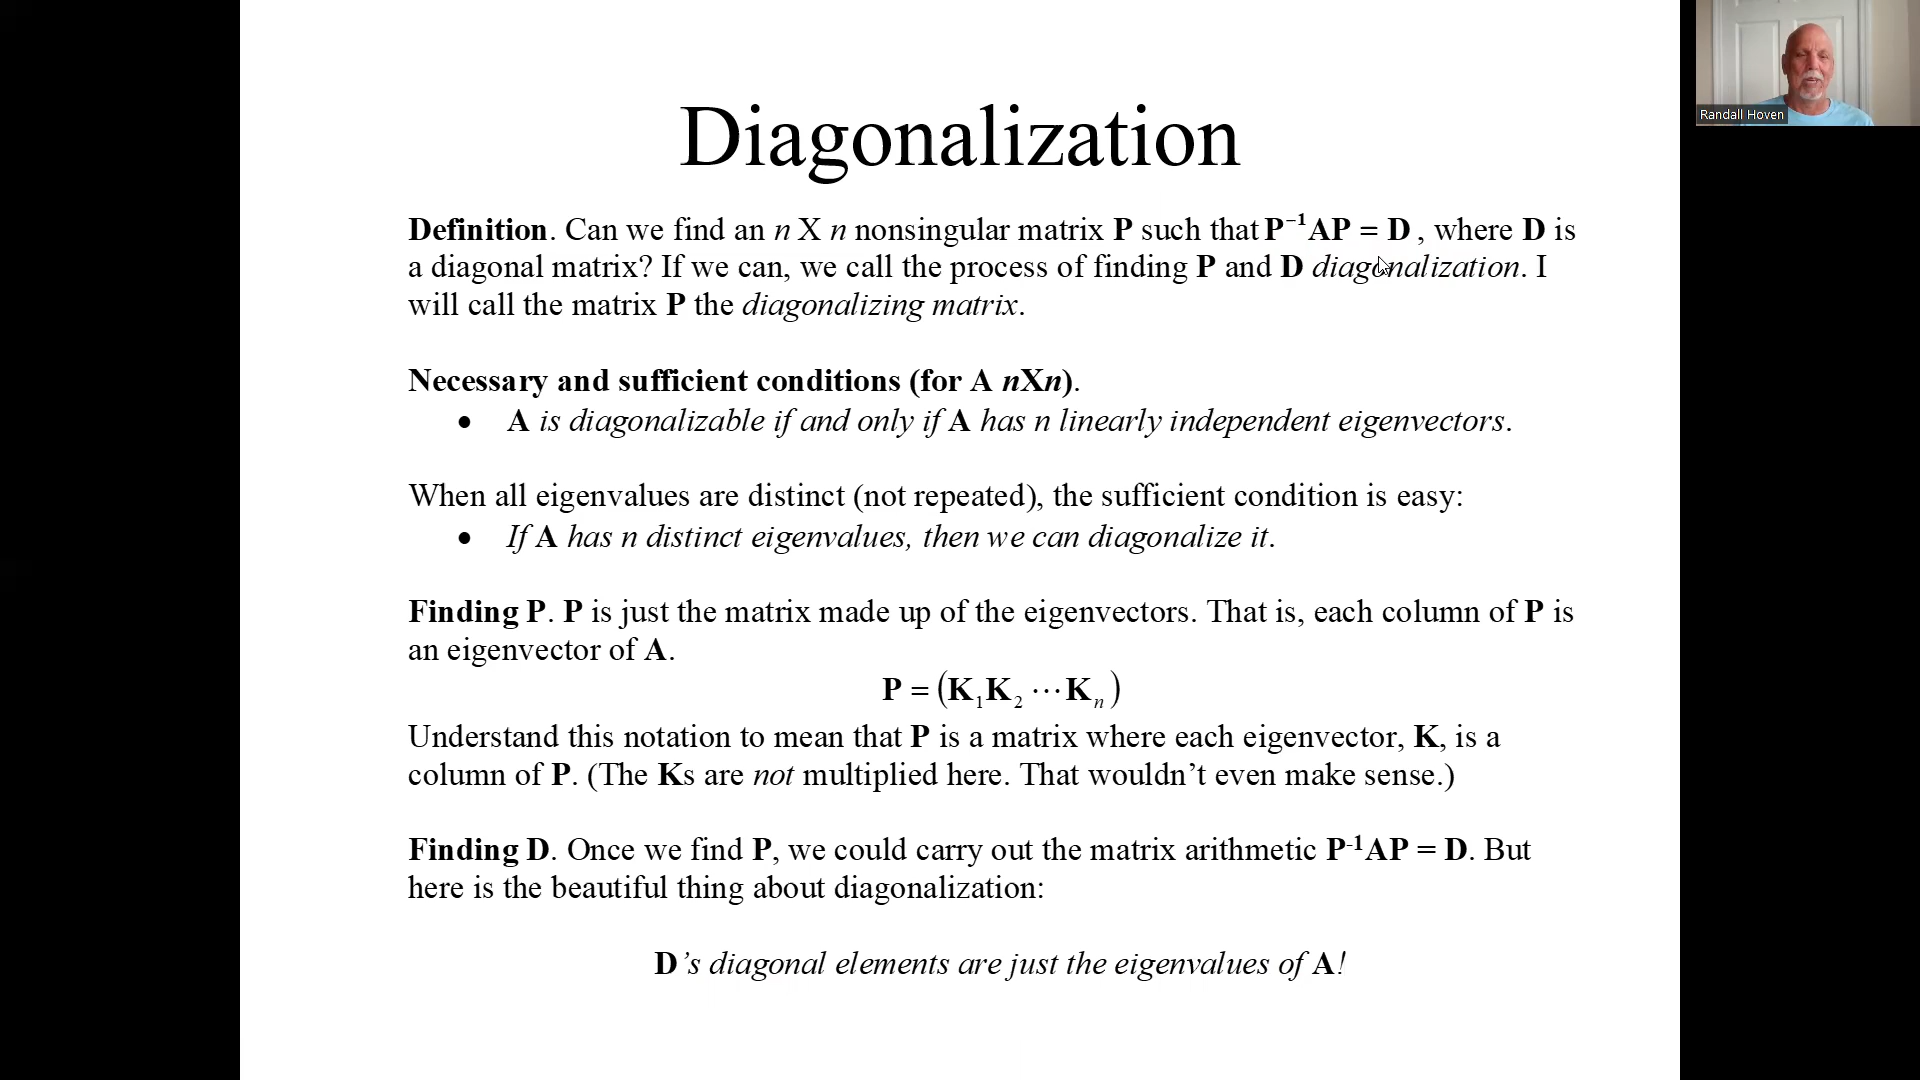 Diagonalization
Randall Hoven
Definition. Can we find an n X n nonsingular matrix P such that P⁻¹AP = D , where D is
a diagonal matrix? If we can, we call the process of finding P and D diagonalization. I
will call the matrix P the diagonalizing matrix.
Necessary and sufficient conditions (for A nXn).
• A is diagonalizable if and only if A has n linearly independent eigenvectors.
When all eigenvalues are distinct (not repeated), the sufficient condition is easy:
• If A has n distinct eigenvalues, then we can diagonalize it.
Finding P. P is just the matrix made up of the eigenvectors. That is, each column of P is
an eigenvector of A.
P = (K₁K₂ ⋯Kₙ)
Understand this notation to mean that P is a matrix where each eigenvector, K, is a
column of P. (The Ks are not multiplied here. That wouldn’t even make sense.)
Finding D. Once we find P, we could carry out the matrix arithmetic P⁻¹AP = D. But
here is the beautiful thing about diagonalization:
D’s diagonal elements are just the eigenvalues of A!